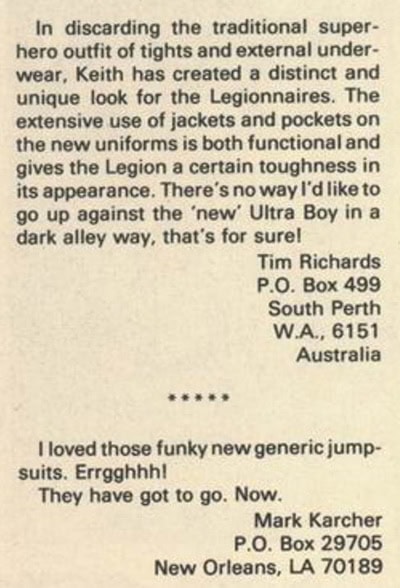 In discarding the traditional super-
hero outfit of tights and external under-
wear, Keith has created a distinct and
unique look for the Legionnaires. The
extensive use of jackets and pockets on
the new uniforms is both functional and
gives the Legion a certain toughness in
its appearance. There's no way I'd like to
go up against the 'new' Ultra Boy in a
dark alley way, that's for sure!
Tim Richards
P.O. Box 499
South Perth
W.A., 6151
Australia
*****
I loved those funky new generic jump-
suits. Errgghhh!
They have got to go. Now.
Mark Karcher
P.O. Box 29705
New Orleans, LA 70189